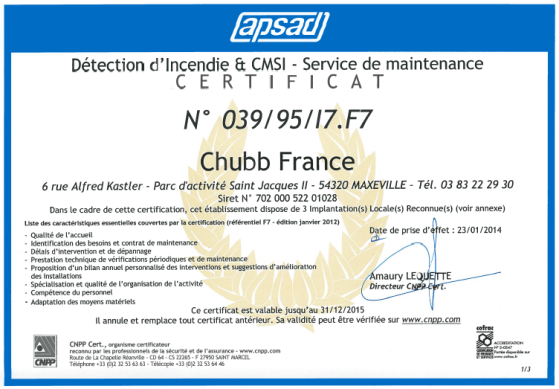 apsad
Détection d'Incendie & CMSI - Service de maintenance
CERTIFICAT
N° 039/95/I7.F7
Chubb France
6 rue Alfred Kastler - Parc d'activité Saint Jacques II - 54320 MAXEVILLE - Tél. 03 83 22 29 30
Siret N° 702 000 522 01028
Dans le cadre de cette certification, cet établissement dispose de 3 Implantation(s) Locale(s) Reconnue(s) (voir annexe)
Liste des caractéristiques essentielles couvertes par la certification (référentiel F7 - édition janvier 2012)
Date de prise d'effet : 23/01/2014
- Qualité de l'accueil
- Identification des besoins et contrat de maintenance
- Délais d'intervention et de dépannage
- Prestation technique de vérifications périodiques et de maintenance
- Proposition d'un bilan annuel personnalisé des interventions et suggestions d'amélioration
des installations
- Spécialisation et qualité de l'organisation de l'activité
- Compétence du personnel
- Adaptation des moyens matériels
Amaury LEQUETTE
Directeur CNPP Cert.
Ce certificat est valable jusqu'au 31/12/2015
Il annule et remplace tout certificat antérieur. Sa validité peut être vérifiée sur www.cnpp.com
CNPP Cert., organisme certificateur
reconnu par les professionnels de la sécurité et de l'assurance - www.cnpp.com
Route de La Chapelle Réanville - CD 64 - CS 22265 - F 27950 SAINT MARCEL
Téléphone +33 (0)2 32 53 63 63 - Télécopie +33 (0)2 32 53 64 46
cofrac
ACCREDITATION
Portée disponible sur
www.cofrac.fr
1/3